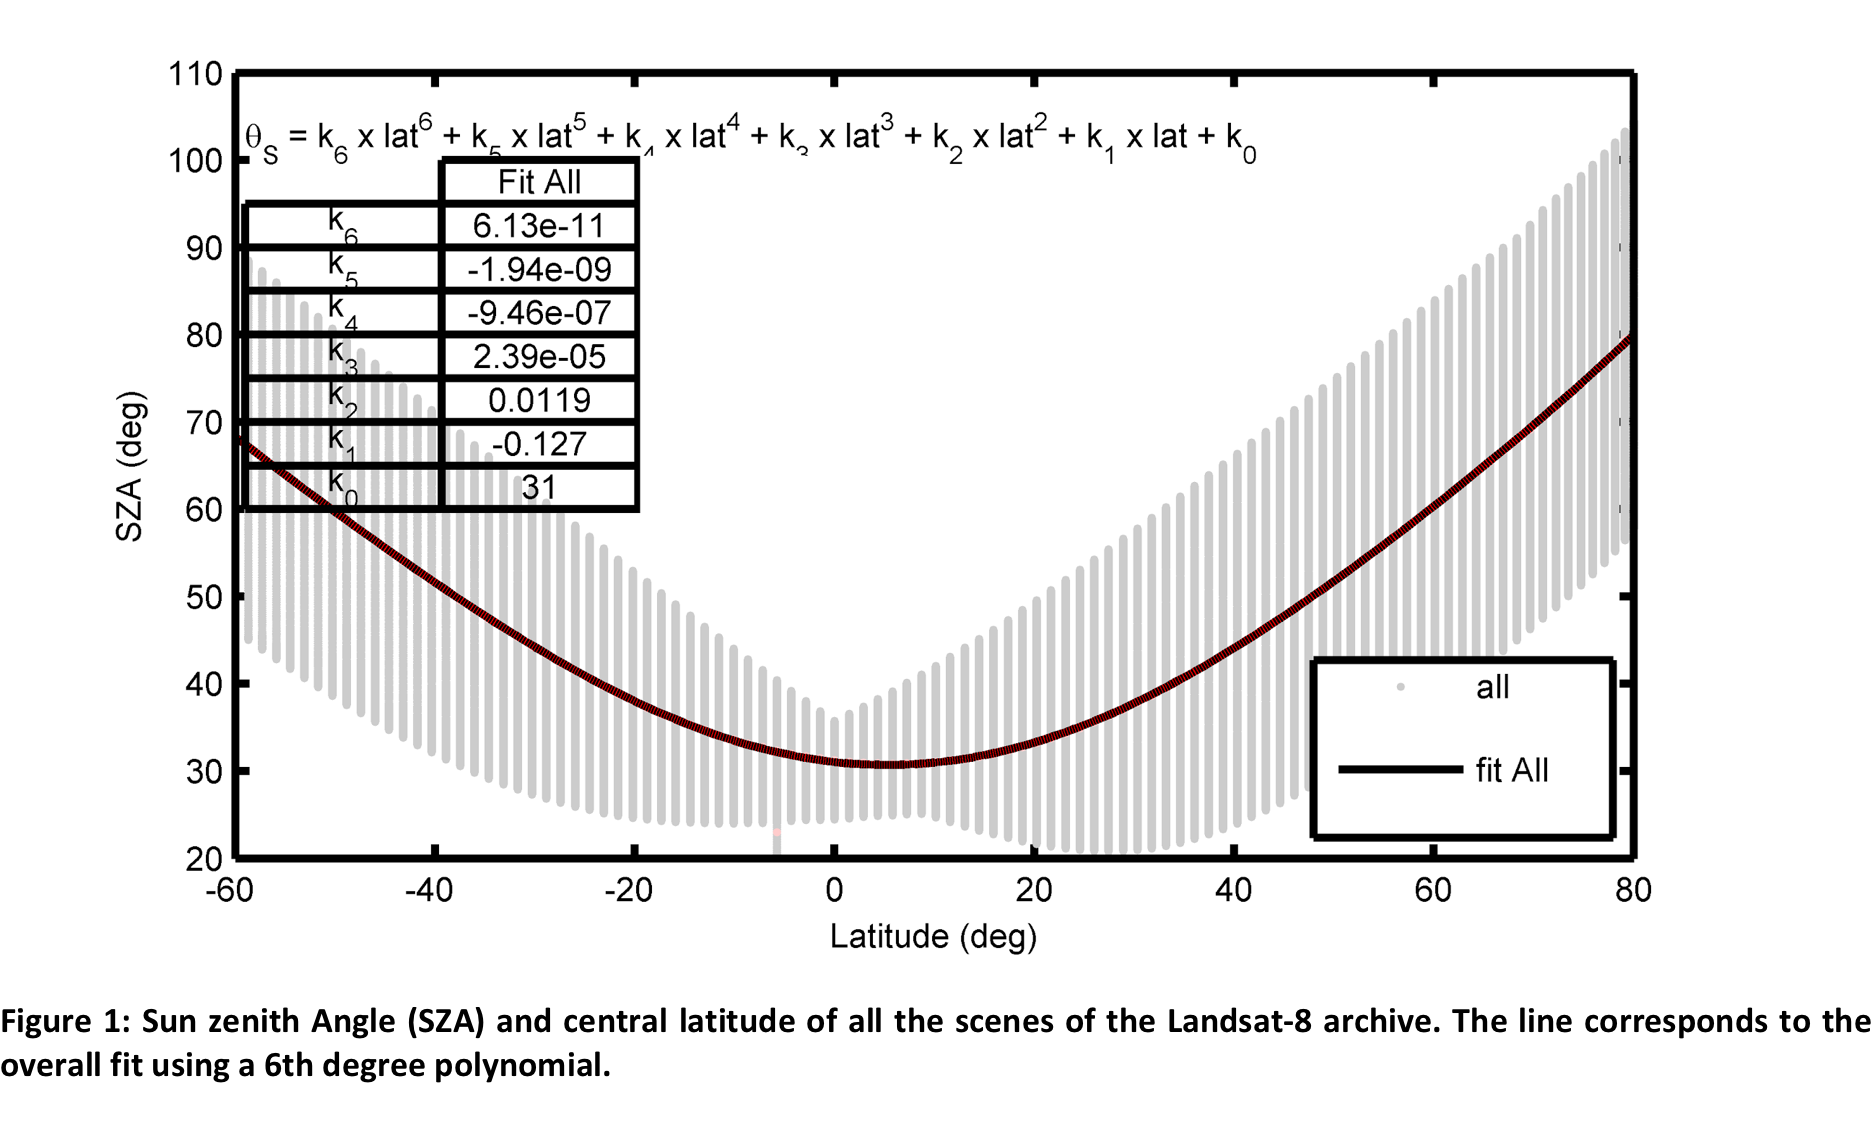 110
θS = k6 x lat6 + k5 x lat5 + k4 x lat4 + k3 x lat3 + k2 x lat2 + k1 x lat + k0
100
Fit All
k6 6.13e-11
90
k5 -1.94e-09
k4 -9.46e-07
80
k3 2.39e-05
k2 0.0119
70
k1 -0.127
k0 31
60
50
40
30
20
SZA (deg)
all
fit All
-60 -40 -20 0 20 40 60 80
Latitude (deg)
Figure 1: Sun zenith Angle (SZA) and central latitude of all the scenes of the Landsat-8 archive. The line corresponds to the
overall fit using a 6th degree polynomial.